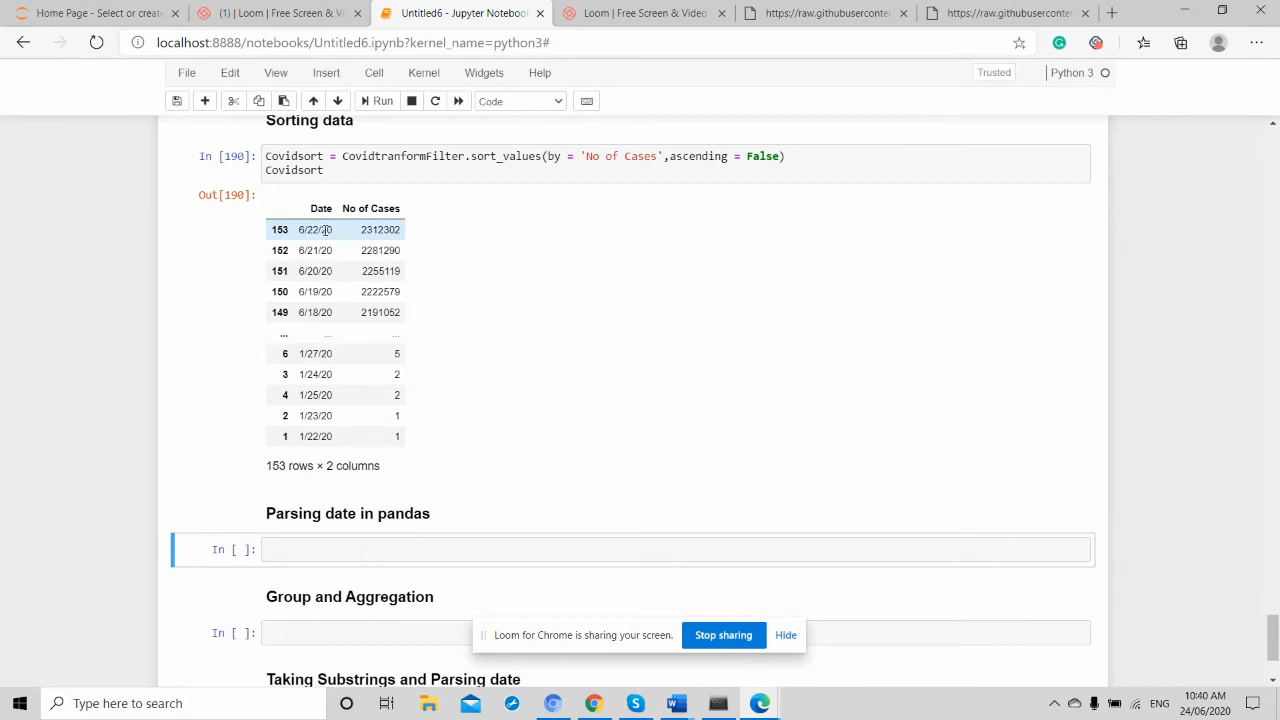 Home Page - Select or create
(1) | Loom | Free Screen & Video
Untitled6 - Jupyter Notebook
Loom | Free Screen & Video
https://raw.githubusercontent
https://raw.githubusercontent
localhost:8888/notebooks/Untitled6.ipynb?kernel_name=python3#
File Edit View Insert Cell Kernel Widgets Help
Trusted Python 3
Run Code
Sorting data
In [190]: Covidsort = CovidtranformFilter.sort_values(by = 'No of Cases',ascending = False)
Covidsort
Out[190]:
Date No of Cases
153 6/22/20 2312302
152 6/21/20 2281290
151 6/20/20 2255119
150 6/19/20 2222579
149 6/18/20 2191052
... ... ...
6 1/27/20 5
3 1/24/20 2
4 1/25/20 2
2 1/23/20 1
1 1/22/20 1
153 rows × 2 columns
Parsing date in pandas
In [ ]:
Group and Aggregation
In [ ]:
Loom for Chrome is sharing your screen. Stop sharing Hide
Taking Substrings and Parsing date
Type here to search
ENG
10:40 AM
24/06/2020